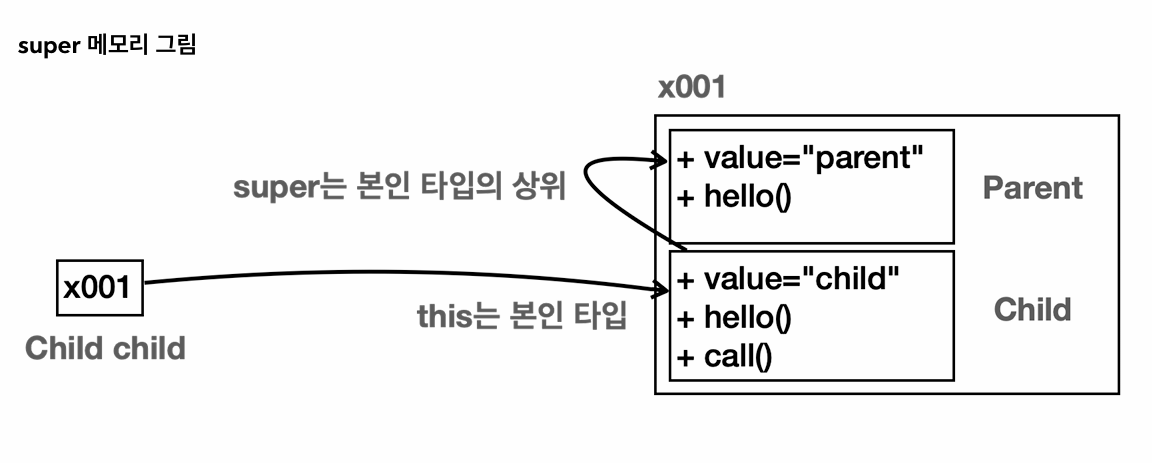 super 메모리 그림
x001
+ value="parent"
+ hello()
Parent
super는 본인 타입의 상위
x001
Child child
this는 본인 타입
+ value="child"
+ hello()
+ call()
Child